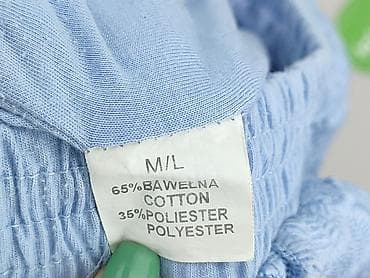 M/L
65%BAWEŁNA
COTTON
35%POLIESTER
POLYESTER